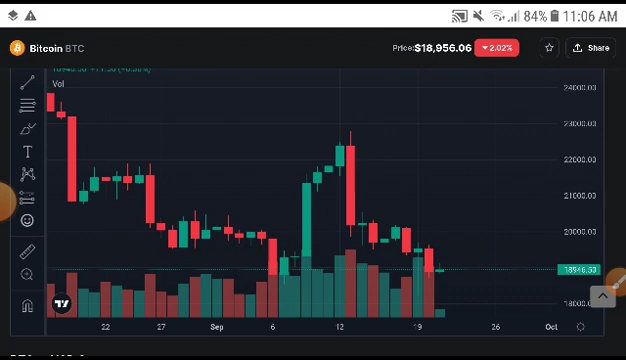 84% 11:06 AM
Bitcoin BTC Price:$18,956.06 ▼2.02% Share
Vol
24000.00
23000.00
22000.00
21000.00
20000.00
18946.50
18000.00
22 27 Sep 6 12 19 26 Oct